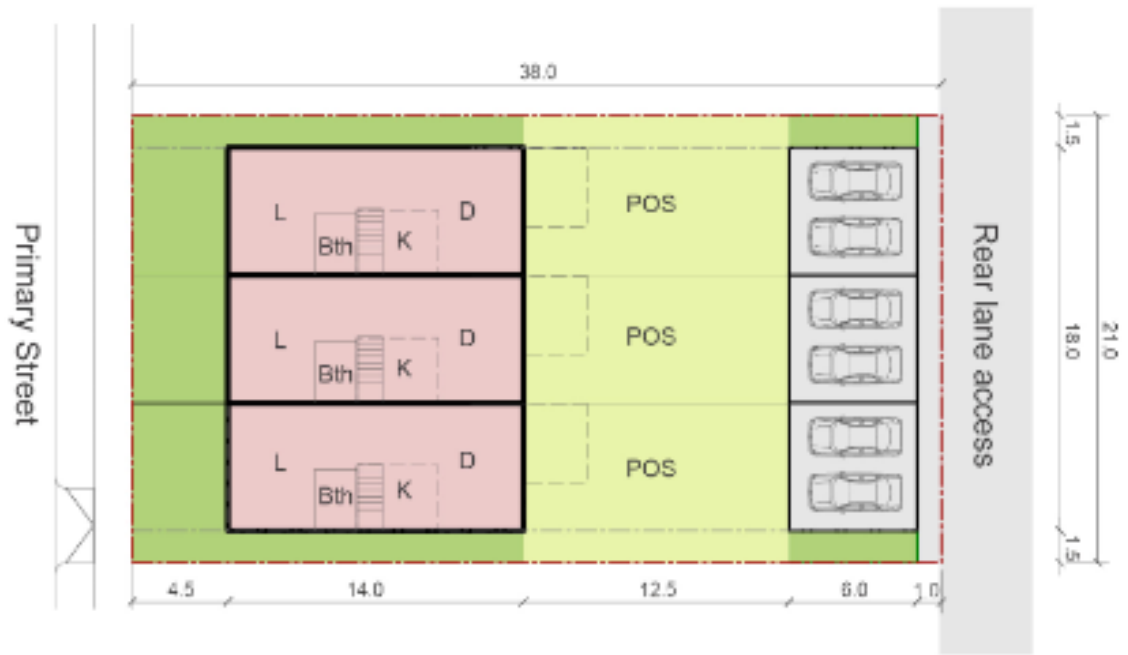 38.0
Primary Street
L
Bth
K
D
POS
L
Bth
K
D
POS
L
Bth
K
D
POS
Rear lane access
1.5
18.0
1.5
21.0
4.5
14.0
12.5
6.0
1.0